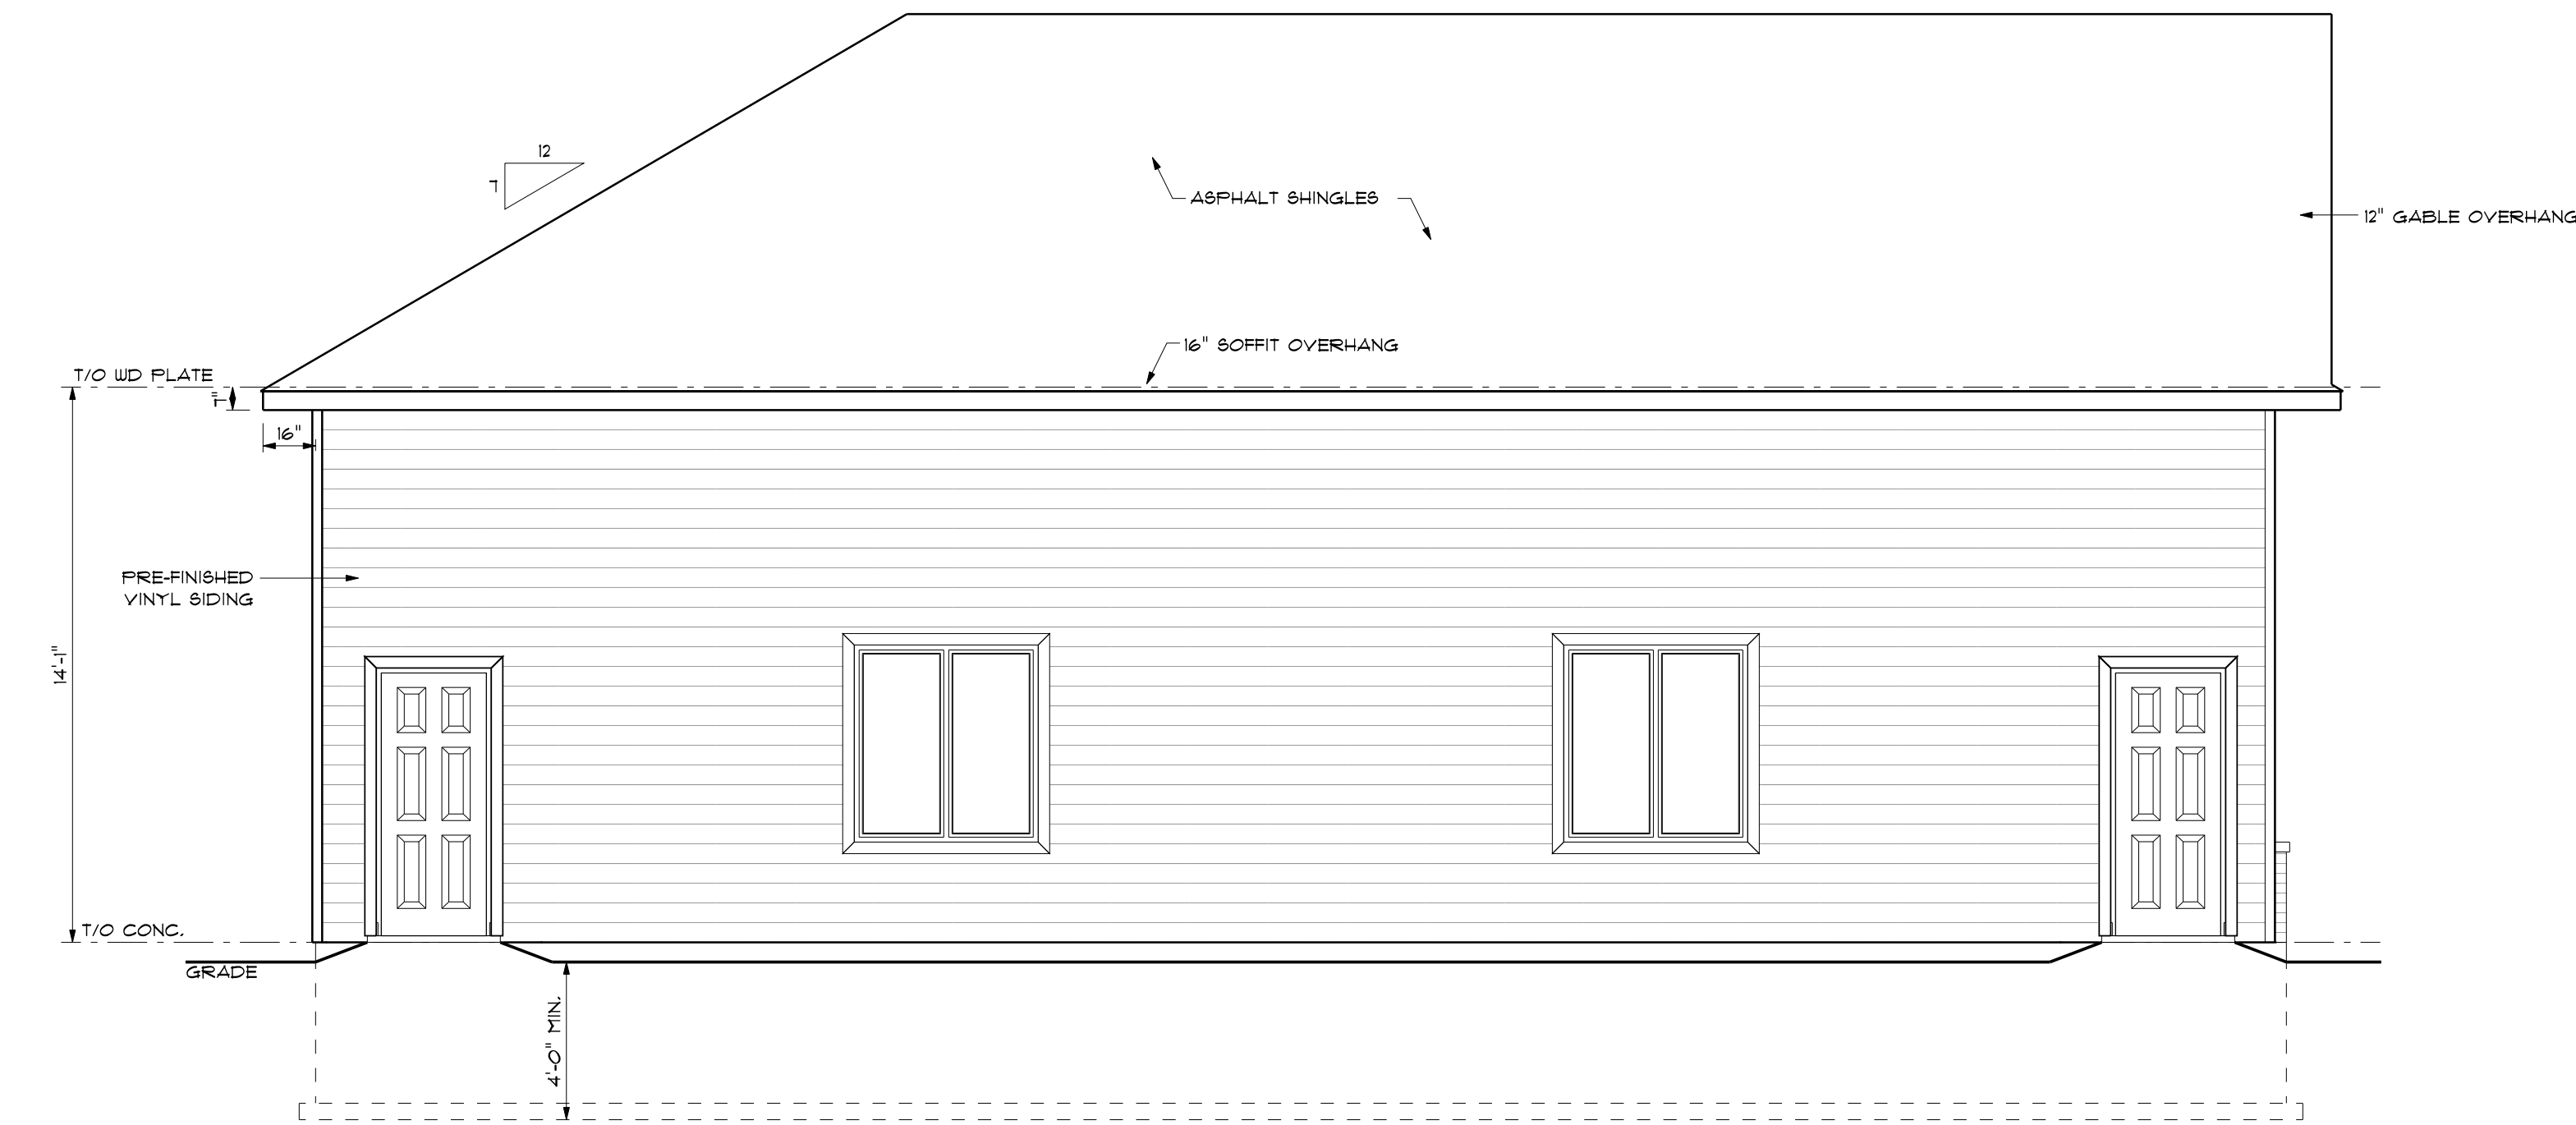 12
7
ASPHALT SHINGLES
12" GABLE OVERHANG
16" SOFFIT OVERHANG
T/O WD PLATE
7"
16"
PRE-FINISHED
VINYL SIDING
14'-1"
T/O CONC.
GRADE
4'-0" MIN.